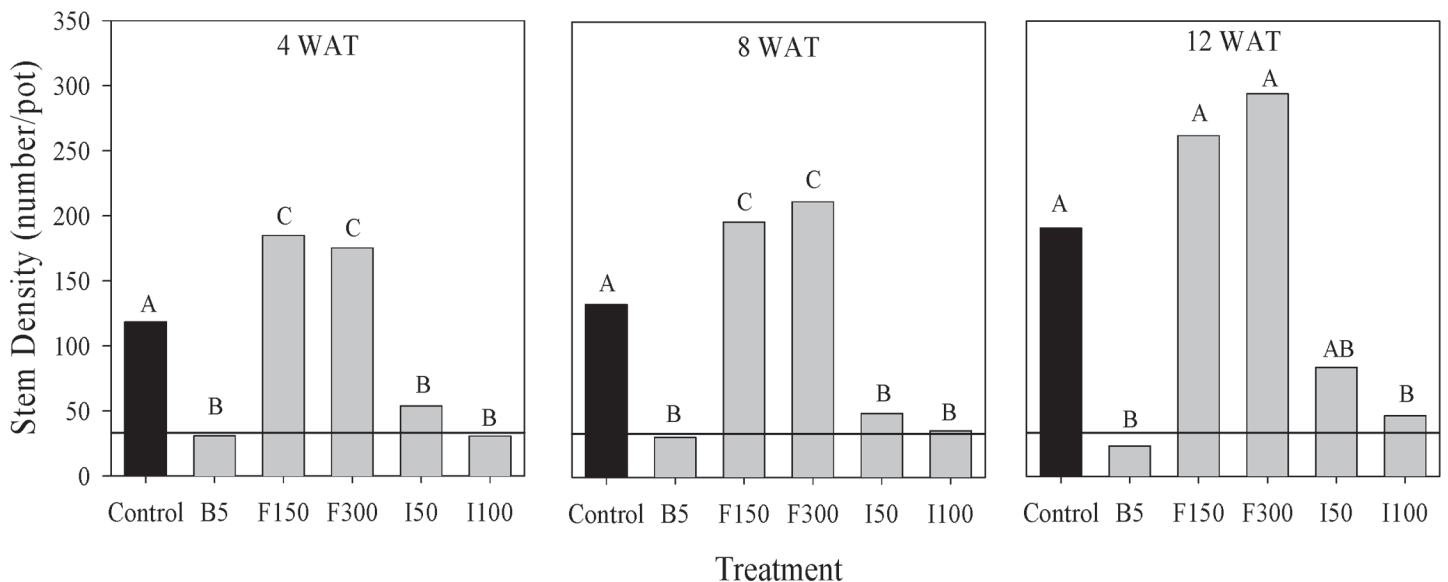 Stem Density (number/pot)
350
300
250
200
150
100
50
0
4 WAT
A
B
C
C
B
B
Control B5 F150 F300 I50 I100
8 WAT
A
B
C
C
B
B
Control B5 F150 F300 I50 I100
12 WAT
A
B
A
A
AB
B
Control B5 F150 F300 I50 I100
Treatment